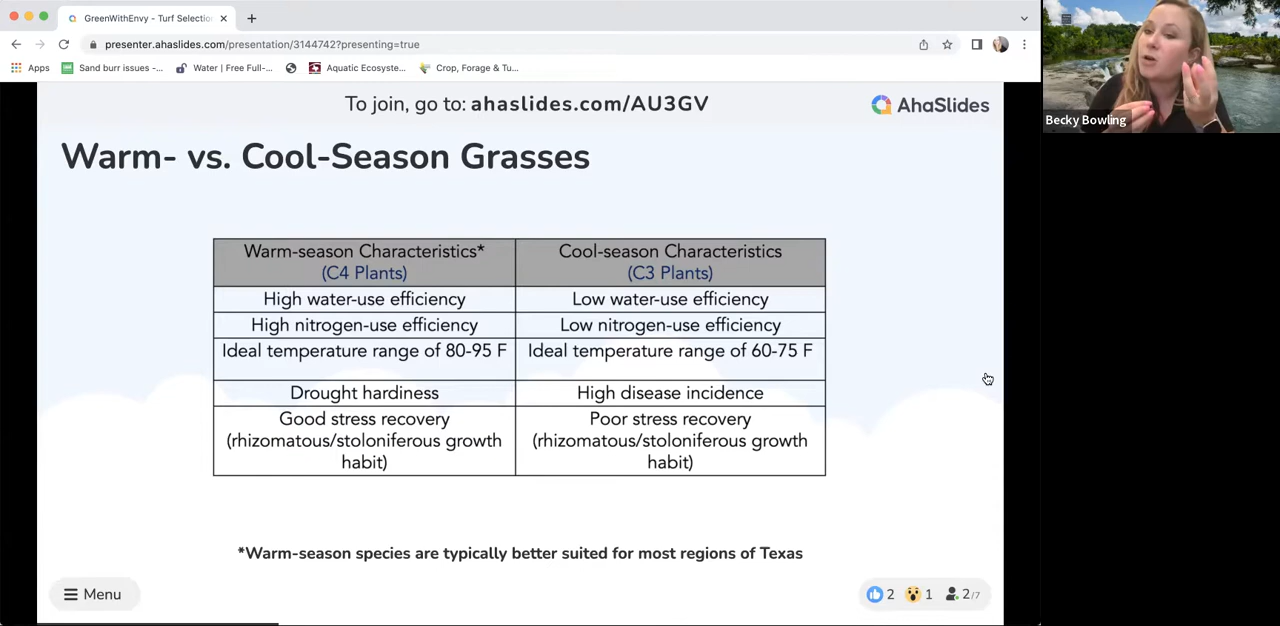 GreenWithEnvy - Turf Selectio
presenter.ahaslides.com/presentation/3144742?presenting=true
Apps
Sand burr issues -...
Water | Free Full-...
Aquatic Ecosyste...
Crop, Forage & Tu...
To join, go to: ahaslides.com/AU3GV
AhaSlides
Becky Bowling
Warm- vs. Cool-Season Grasses
Warm-season Characteristics*
(C4 Plants)
Cool-season Characteristics
(C3 Plants)
High water-use efficiency
Low water-use efficiency
High nitrogen-use efficiency
Low nitrogen-use efficiency
Ideal temperature range of 80-95 F
Ideal temperature range of 60-75 F
Drought hardiness
High disease incidence
Good stress recovery
(rhizomatous/stoloniferous growth
habit)
Poor stress recovery
(rhizomatous/stoloniferous growth
habit)
*Warm-season species are typically better suited for most regions of Texas
Menu
2
1
2/7